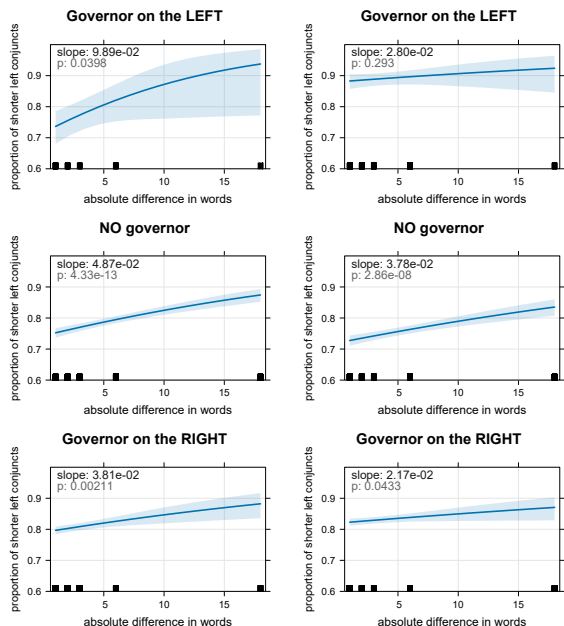 Governor on the LEFT
slope: 9.89e-02
p: 0.0398
proportion of shorter left conjuncts
0.9
0.8
0.7
0.6
5 10 15
absolute difference in words
Governor on the LEFT
slope: 2.80e-02
p: 0.293
proportion of shorter left conjuncts
0.9
0.8
0.7
0.6
5 10 15
absolute difference in words
NO governor
slope: 4.87e-02
p: 4.33e-13
proportion of shorter left conjuncts
0.9
0.8
0.7
0.6
5 10 15
absolute difference in words
NO governor
slope: 3.78e-02
p: 2.86e-08
proportion of shorter left conjuncts
0.9
0.8
0.7
0.6
5 10 15
absolute difference in words
Governor on the RIGHT
slope: 3.81e-02
p: 0.00211
proportion of shorter left conjuncts
0.9
0.8
0.7
0.6
5 10 15
absolute difference in words
Governor on the RIGHT
slope: 2.17e-02
p: 0.0433
proportion of shorter left conjuncts
0.9
0.8
0.7
0.6
5 10 15
absolute difference in words